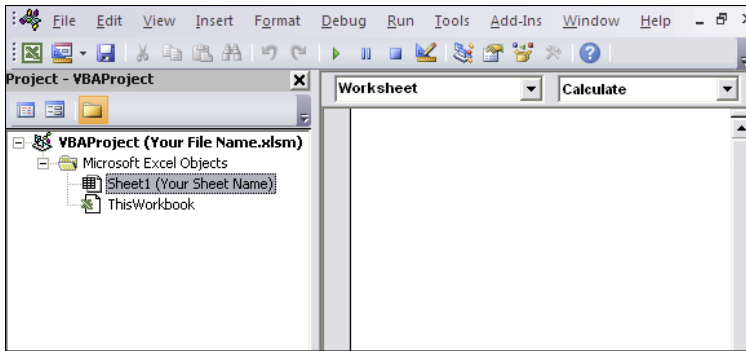 File Edit View Insert Format Debug Run Tools Add-Ins Window Help
Project - VBAProject
Worksheet
Calculate
VBAProject (Your File Name.xlsm)
Microsoft Excel Objects
Sheet1 (Your Sheet Name)
ThisWorkbook